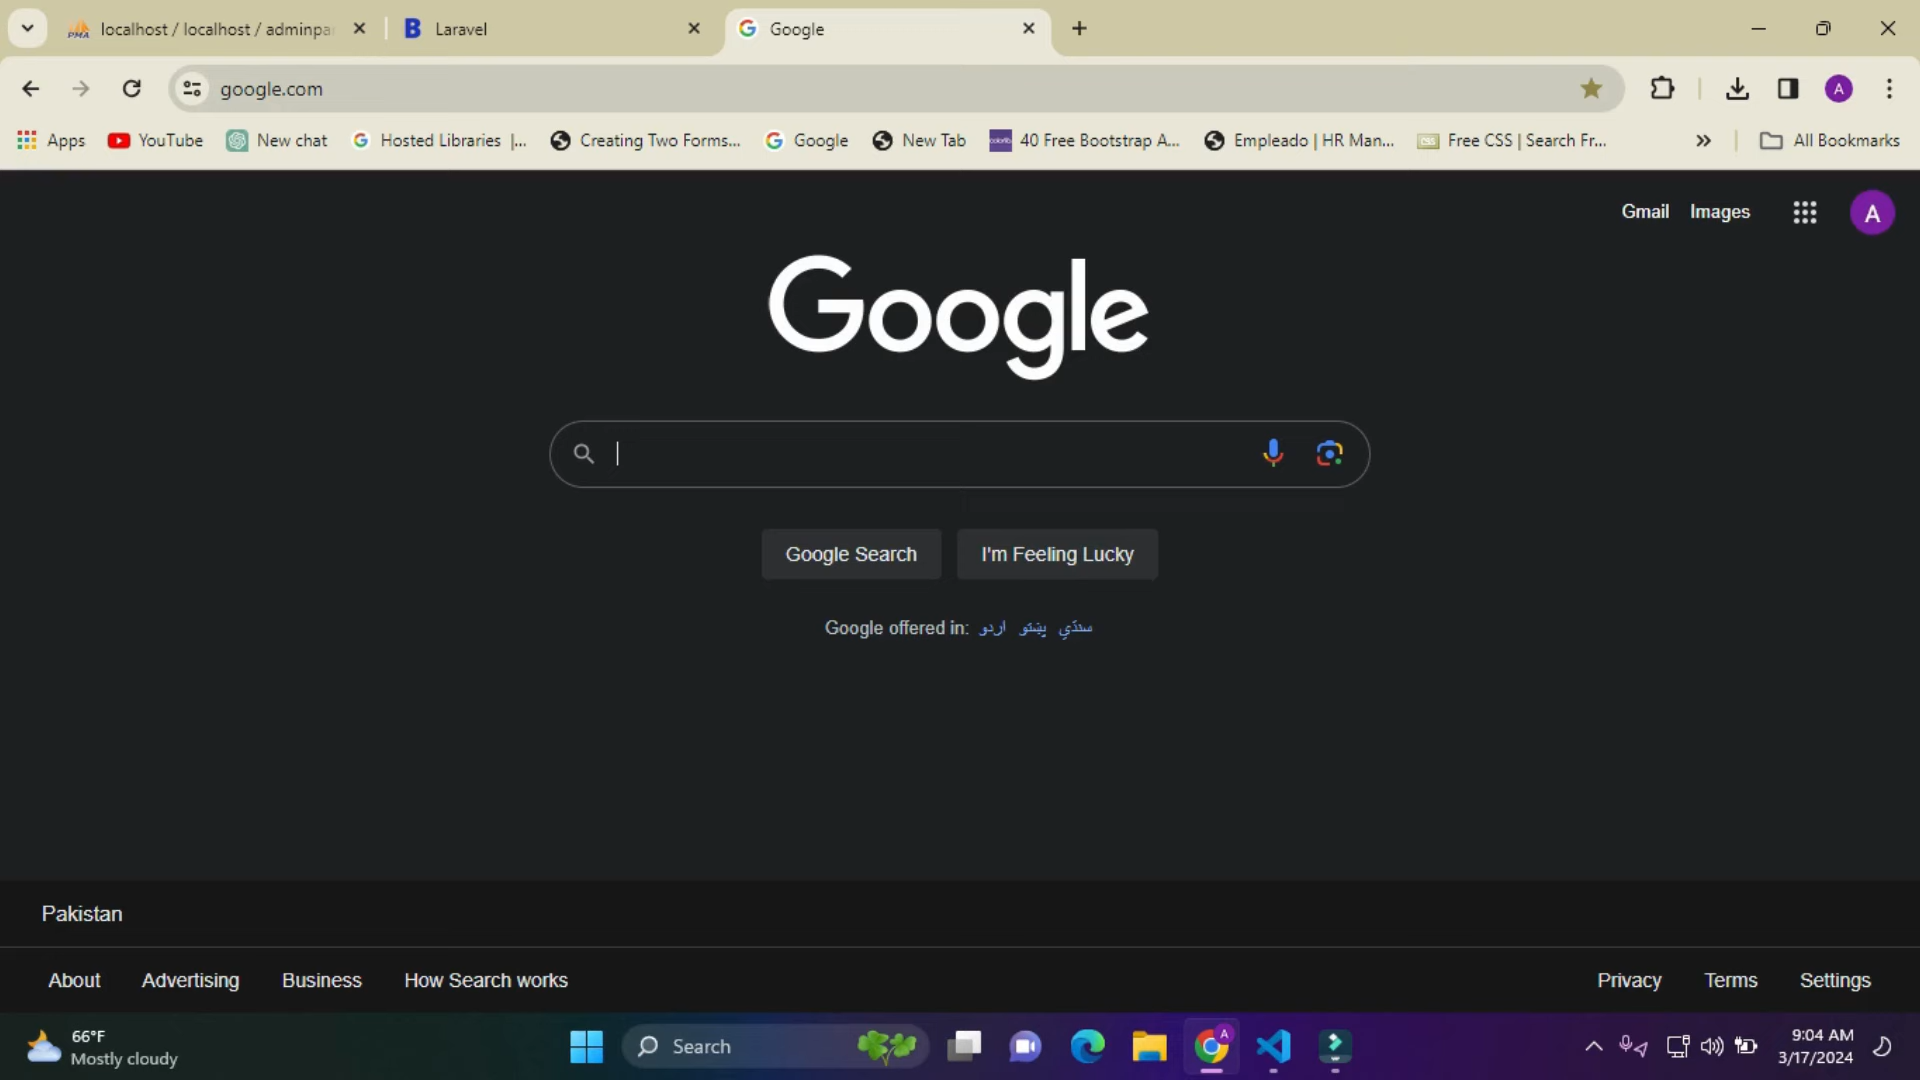 PMA localhost / localhost / adminpa
B Laravel
Google
google.com
A
Apps
YouTube
New chat
Hosted Libraries |...
Creating Two Forms...
Google
New Tab
40 Free Bootstrap A...
Empleado | HR Man...
Free CSS | Search Fr...
All Bookmarks
Gmail Images
A
Google
Google Search
I'm Feeling Lucky
Google offered in: اردو پښتو سنڌي
Pakistan
About Advertising Business How Search works
Privacy Terms Settings
66°F
Mostly cloudy
Search
A
9:04 AM
3/17/2024